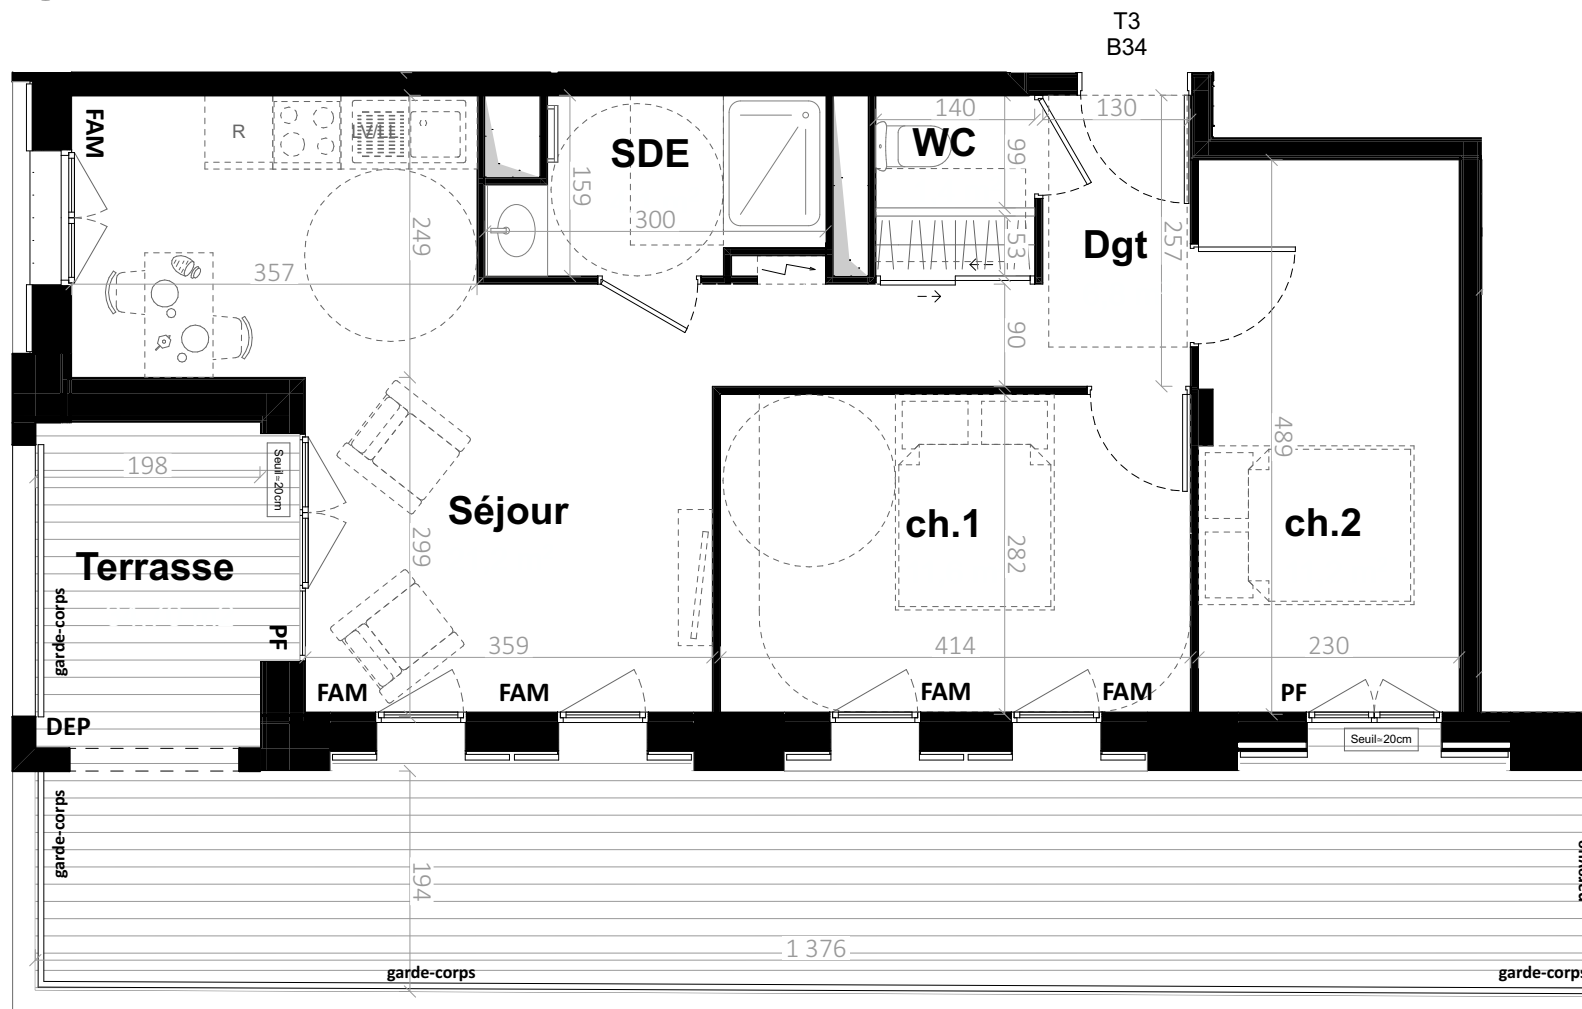 T3
B34
FAM
R
SDE
WC
140
130
99
159
300
249
53
Dgt
257
357
90
198
Seuil≈20cm
Séjour
299
ch.1
282
489
ch.2
Terrasse
garde-corps
PF
359
414
230
FAM
FAM
FAM
FAM
PF
DEP
Seuil≈20cm
garde-corps
194
1 376
garde-corps
garde-corps